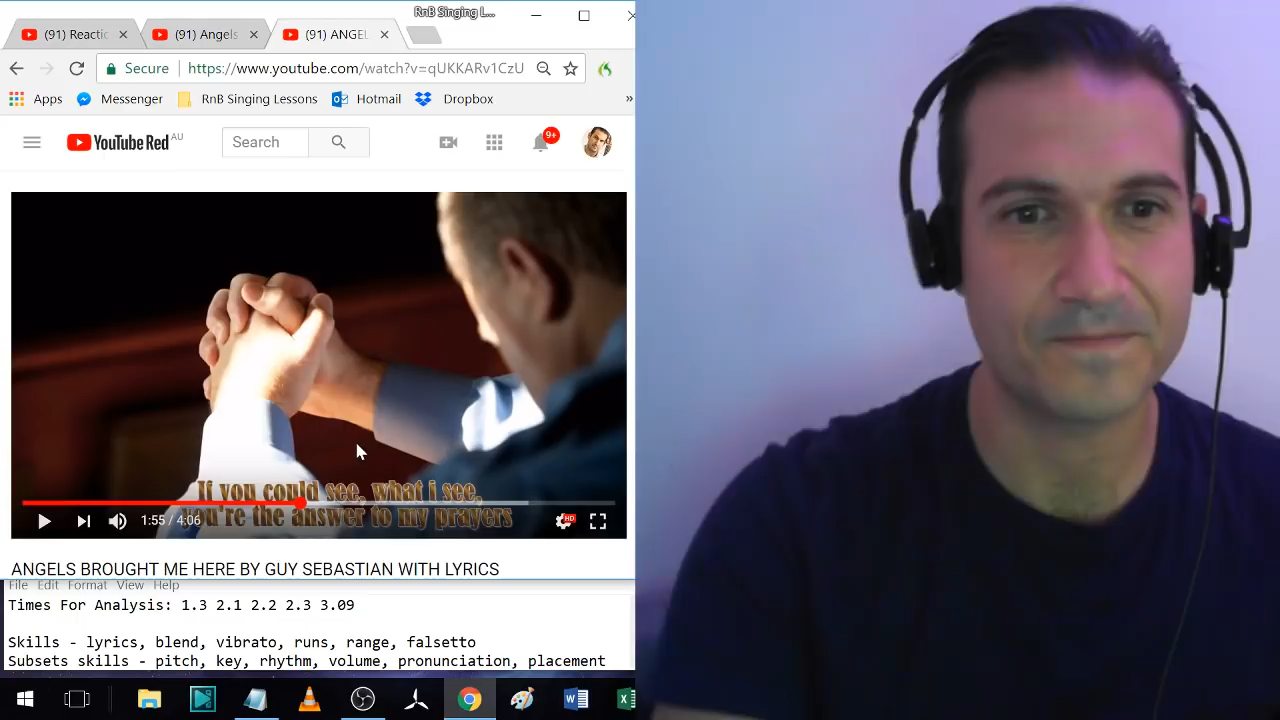 RnB Singing L...
(91) Reactic
(91) Angels
(91) ANGEL
Secure
https://www.youtube.com/watch?v=qUKKARv1CzU
Apps
Messenger
RnB Singing Lessons
Hotmail
Dropbox
»
YouTube Red AU
Search
9+
If you could see, what i see,
you're the answer to my prayers
1:55 / 4:06
HD
ANGELS BROUGHT ME HERE BY GUY SEBASTIAN WITH LYRICS
File Edit Format View Help
Times For Analysis: 1.3 2.1 2.2 2.3 3.09
Skills - lyrics, blend, vibrato, runs, range, falsetto
Subsets skills - pitch, key, rhythm, volume, pronunciation, placement